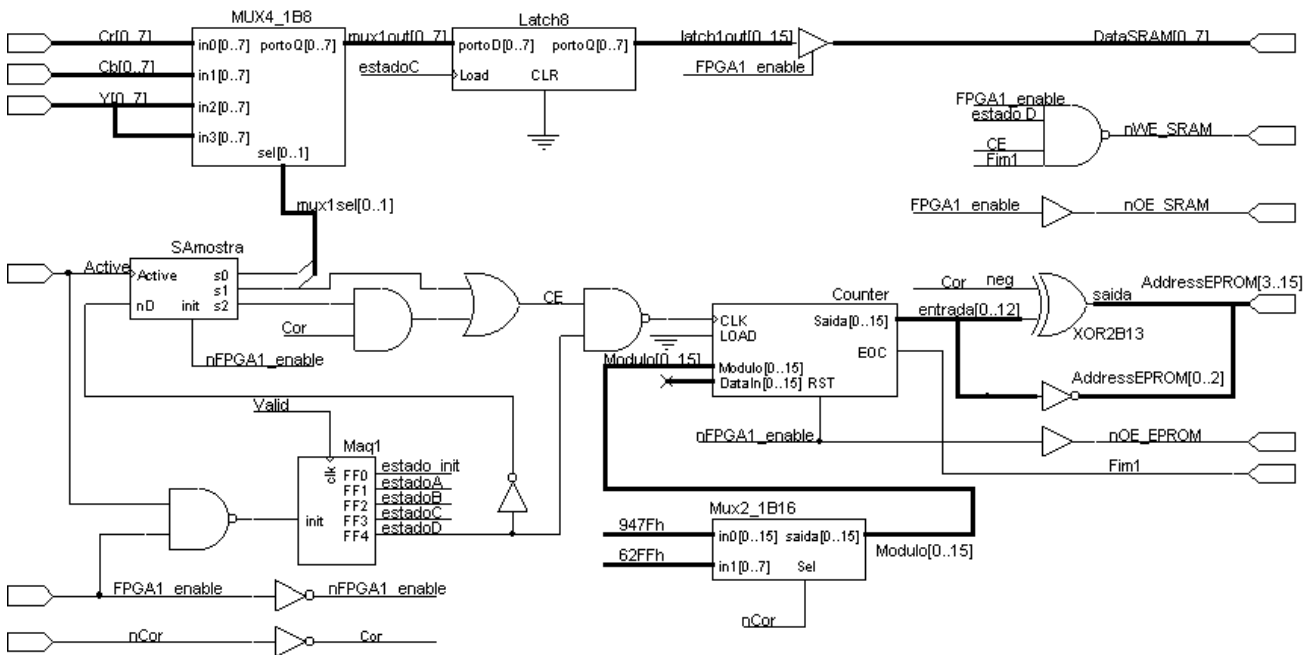 MUX4_1B8
Latch8
Cr[0..7]
in0[0..7] portoQ[0..7]
mux1out[0..7]
portoD[0..7] portoQ[0..7]
latch1out[0..15]
DataSRAM[0..7]
Cb[0..7]
in1[0..7]
estadoC
Load
CLR
FPGA1_enable
Y[0..7]
in2[0..7]
in3[0..7]
sel[0..1]
FPGA1_enable
estado D
CE
Fim1
nWE_SRAM
mux1sel[0..1]
FPGA1_enable
nOE_SRAM
SAmostra
Active
Active
s0
s1
nD
init
s2
Cor
CE
nFPGA1_enable
Counter
CLK
Saida[0..15]
LOAD
EOC
Modulo[0..15]
Modulo[0..15]
DataIn[0..15] RST
Cor
neg
entrada[0..12]
saida
XOR2B13
AddressEPROM[3..15]
AddressEPROM[0..2]
nFPGA1_enable
nOE_EPROM
Fim1
Valid
Maq1
clk
init
FF0
FF1
FF2
FF3
FF4
estado_init
estadoA
estadoB
estadoC
estadoD
Mux2_1B16
947Fh
in0[0..15] saida[0..15]
62FFh
in1[0..7]
Sel
Modulo[0..15]
nCor
FPGA1_enable
nFPGA1_enable
nCor
Cor